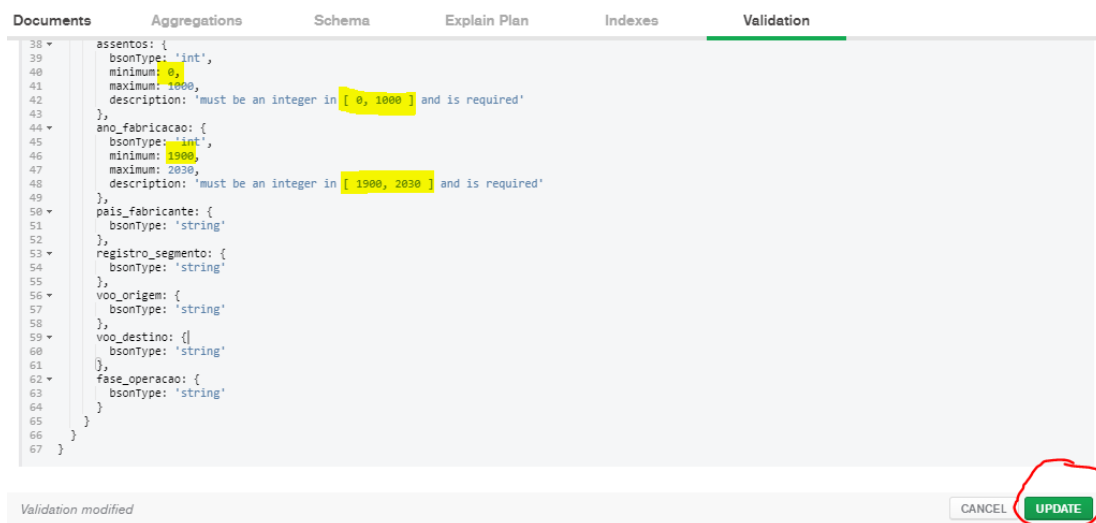 Documents Aggregations Schema Explain Plan Indexes Validation
38 assentos: {
39 bsonType: 'int',
40 minimum: 0,
41 maximum: 1000,
42 description: 'must be an integer in [ 0, 1000 ] and is required'
43 },
44 ano_fabricacao: {
45 bsonType: 'int',
46 minimum: 1900,
47 maximum: 2030,
48 description: 'must be an integer in [ 1900, 2030 ] and is required'
49 },
50 pais_fabricante: {
51 bsonType: 'string'
52 },
53 registro_segmento: {
54 bsonType: 'string'
55 },
56 voo_origem: {
57 bsonType: 'string'
58 },
59 voo_destino: {
60 bsonType: 'string'
61 },
62 fase_operacao: {
63 bsonType: 'string'
64 }
65 }
66 }
67 }
Validation modified CANCEL UPDATE